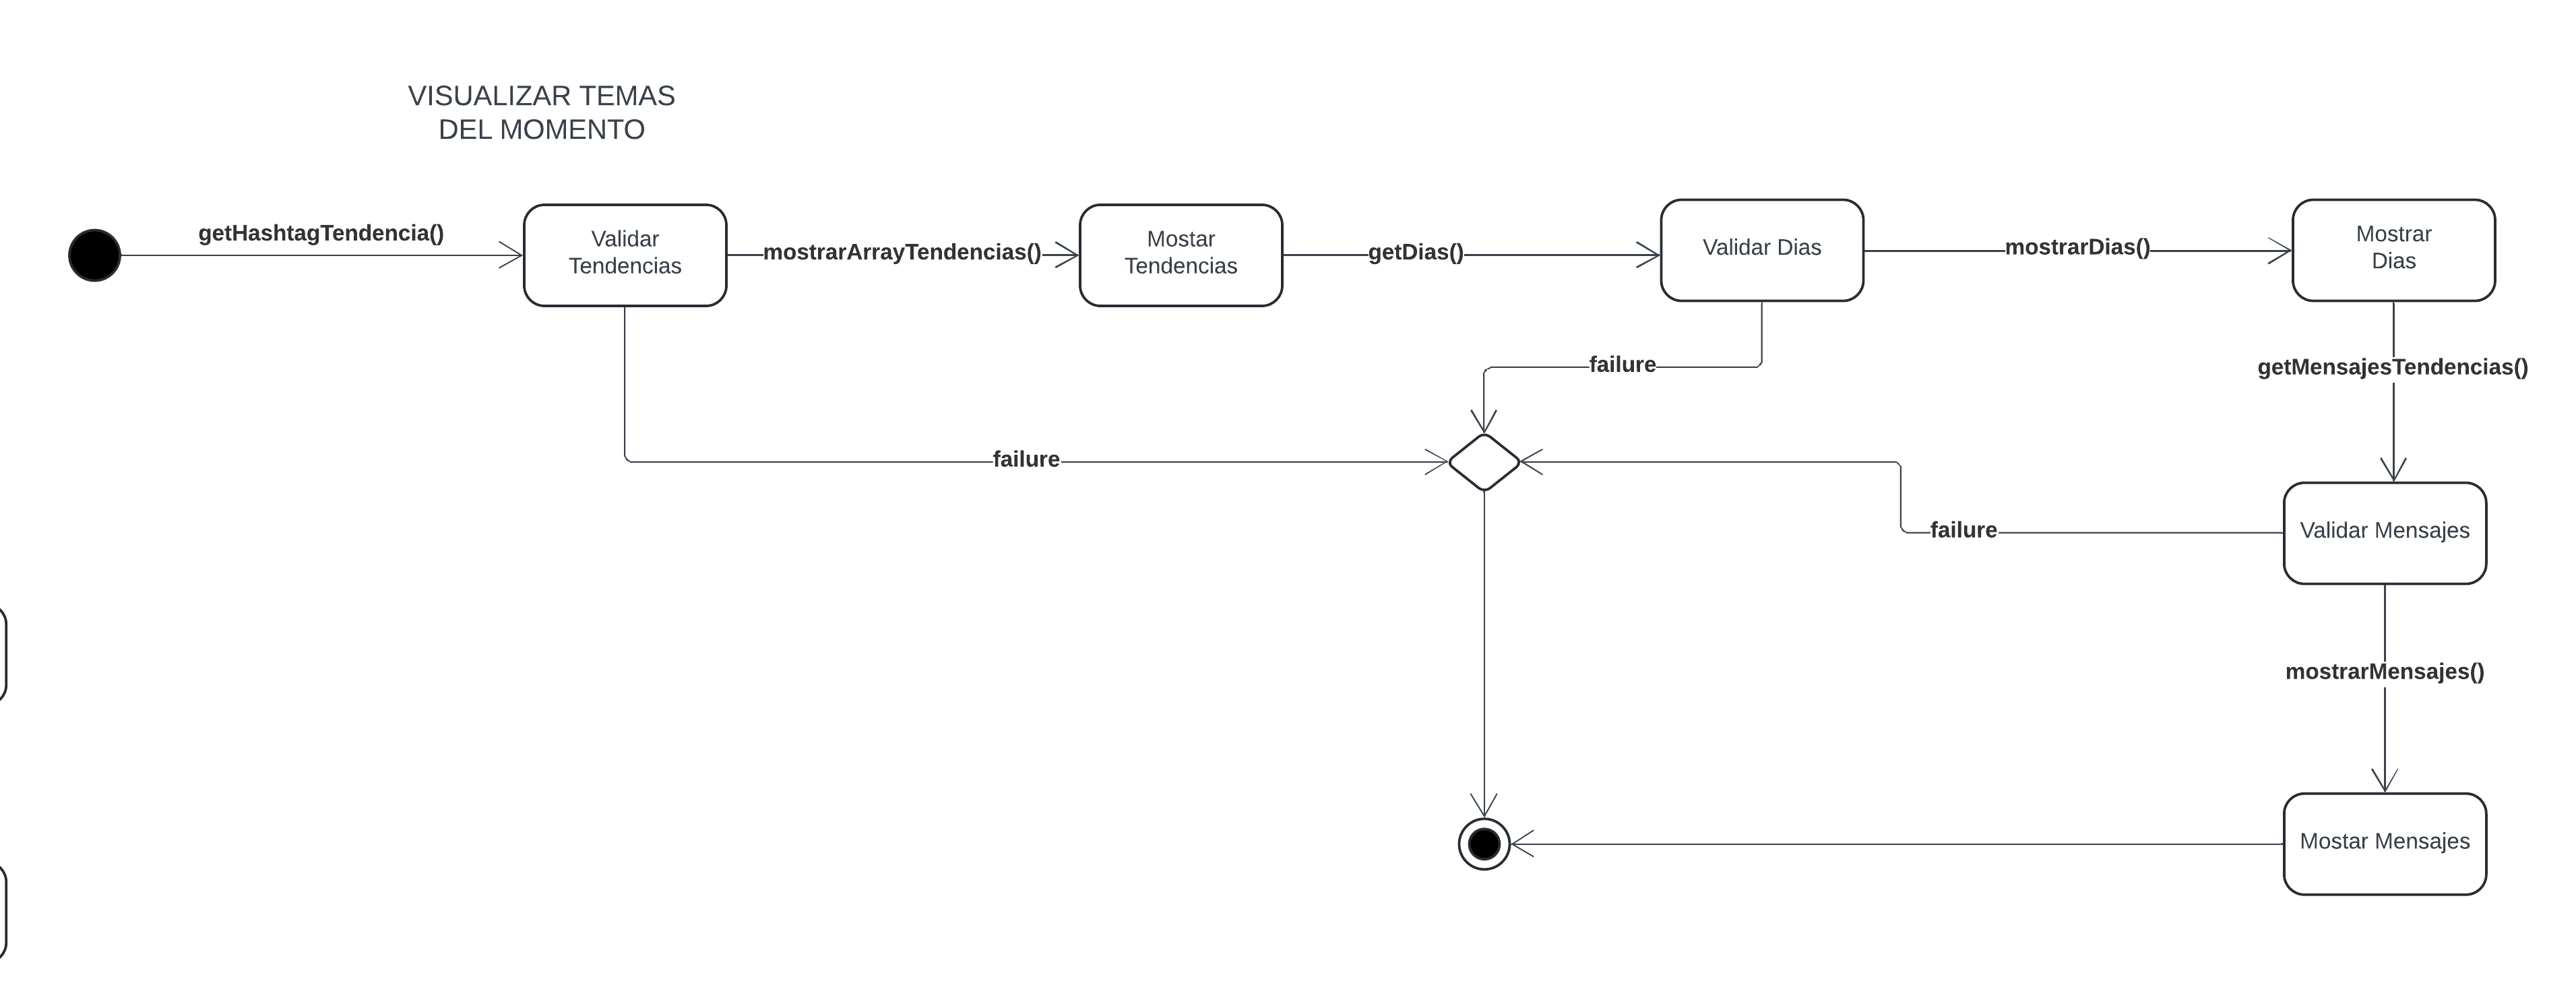 VISUALIZAR TEMAS
DEL MOMENTO
getHashtagTendencia()
Validar
Tendencias
mostrarArrayTendencias()
Mostar
Tendencias
getDias()
Validar Dias
mostrarDias()
Mostrar
Dias
failure
getMensajesTendencias()
failure
failure
Validar Mensajes
mostrarMensajes()
Mostar Mensajes